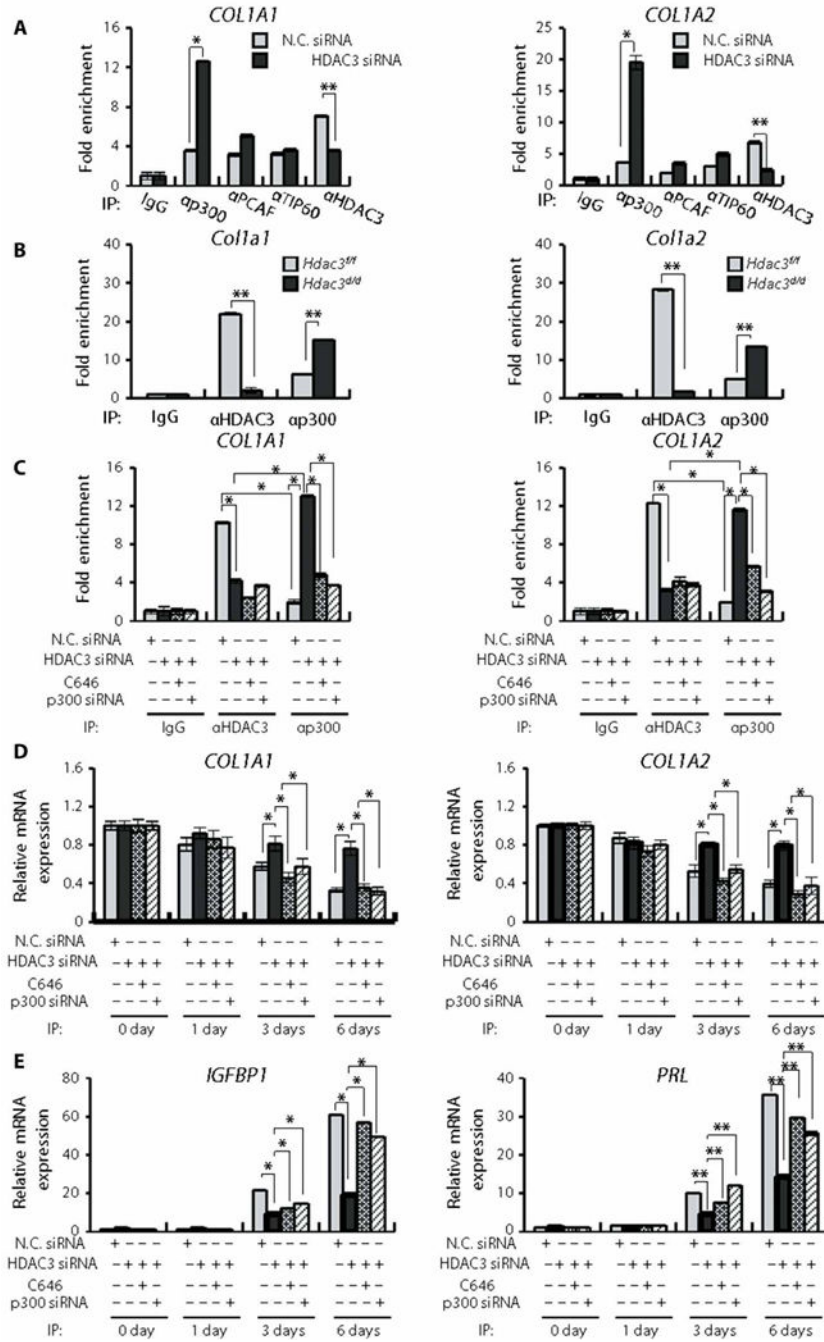 A
COL1A1
N.C. siRNA
HDAC3 siRNA
Fold enrichment
16
12
8
4
0
*
**
IP:
IgG
αp300
αPCAF
αTIP60
αHDAC3
COL1A2
N.C. siRNA
HDAC3 siRNA
Fold enrichment
25
20
15
10
5
0
*
**
IP:
IgG
αp300
αPCAF
αTIP60
αHDAC3
B
Col1a1
Hdac3f/f
Hdac3d/d
Fold enrichment
40
30
20
10
0
**
**
IP:
IgG
αHDAC3
αp300
Col1a2
Hdac3f/f
Hdac3d/d
Fold enrichment
40
30
20
10
0
**
**
IP:
IgG
αHDAC3
αp300
C
COL1A1
Fold enrichment
16
12
8
4
0
* * * * * *
N.C. siRNA + − − − + − − − + − − −
HDAC3 siRNA − + + + − + + + − + + +
C646 − − + − − − + − − − + −
p300 siRNA − − − + − − − + − − − +
IP: IgG αHDAC3 αp300
COL1A2
Fold enrichment
16
12
8
4
0
* * * * * *
N.C. siRNA + − − − + − − − + − − −
HDAC3 siRNA − + + + − + + + − + + +
C646 − − + − − − + − − − + −
p300 siRNA − − − + − − − + − − − +
IP: IgG αHDAC3 αp300
D
COL1A1
Relative mRNA
expression
1.6
1.2
0.8
0.4
0
* * * * * *
N.C. siRNA + − − − + − − − + − − − + − − −
HDAC3 siRNA − + + + − + + + − + + + − + + +
C646 − − + − − − + − − − + − − − + −
p300 siRNA − − − + − − − + − − − + − − − +
IP: 0 day 1 day 3 days 6 days
COL1A2
Relative mRNA
expression
1.6
1.2
0.8
0.4
0
* * * * * *
N.C. siRNA + − − − + − − − + − − − + − − −
HDAC3 siRNA − + + + − + + + − + + + − + + +
C646 − − + − − − + − − − + − − − + −
p300 siRNA − − − + − − − + − − − + − − − +
IP: 0 day 1 day 3 days 6 days
E
IGFBP1
Relative mRNA
expression
80
60
40
20
0
* * * * * *
N.C. siRNA + − − − + − − − + − − − + − − −
HDAC3 siRNA − + + + − + + + − + + + − + + +
C646 − − + − − − + − − − + − − − + −
p300 siRNA − − − + − − − + − − − + − − − +
IP: 0 day 1 day 3 days 6 days
PRL
Relative mRNA
expression
40
30
20
10
0
** ** ** ** ** **
N.C. siRNA + − − − + − − − + − − − + − − −
HDAC3 siRNA − + + + − + + + − + + + − + + +
C646 − − + − − − + − − − + − − − + −
p300 siRNA − − − + − − − + − − − + − − − +
IP: 0 day 1 day 3 days 6 days